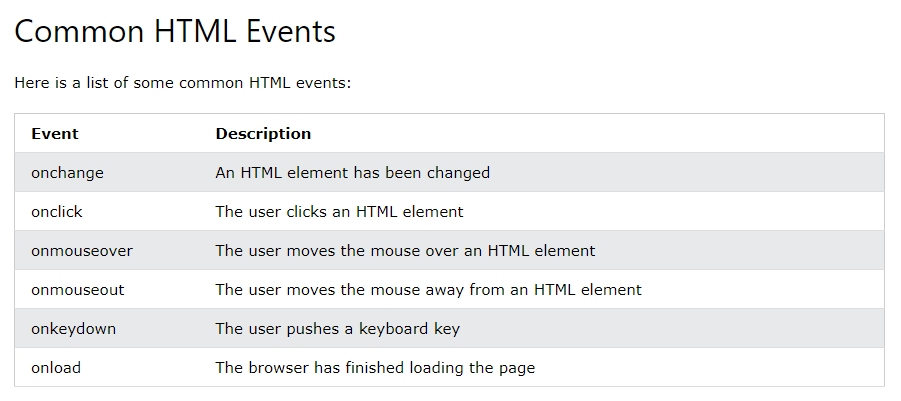 Common HTML Events
Here is a list of some common HTML events:
Event Description
onchange An HTML element has been changed
onclick The user clicks an HTML element
onmouseover The user moves the mouse over an HTML element
onmouseout The user moves the mouse away from an HTML element
onkeydown The user pushes a keyboard key
onload The browser has finished loading the page